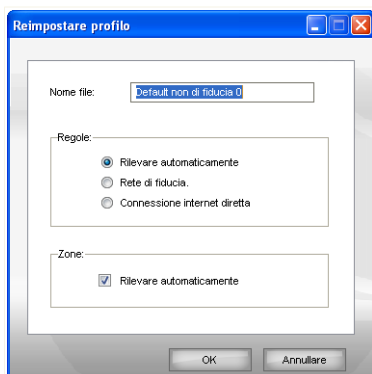 Reimpostare profilo
Nome file: Default non di fiducia 0
Regole:
Rilevare automaticamente
Rete di fiducia.
Connessione internet diretta
Zone:
Rilevare automaticamente
OK Annullare